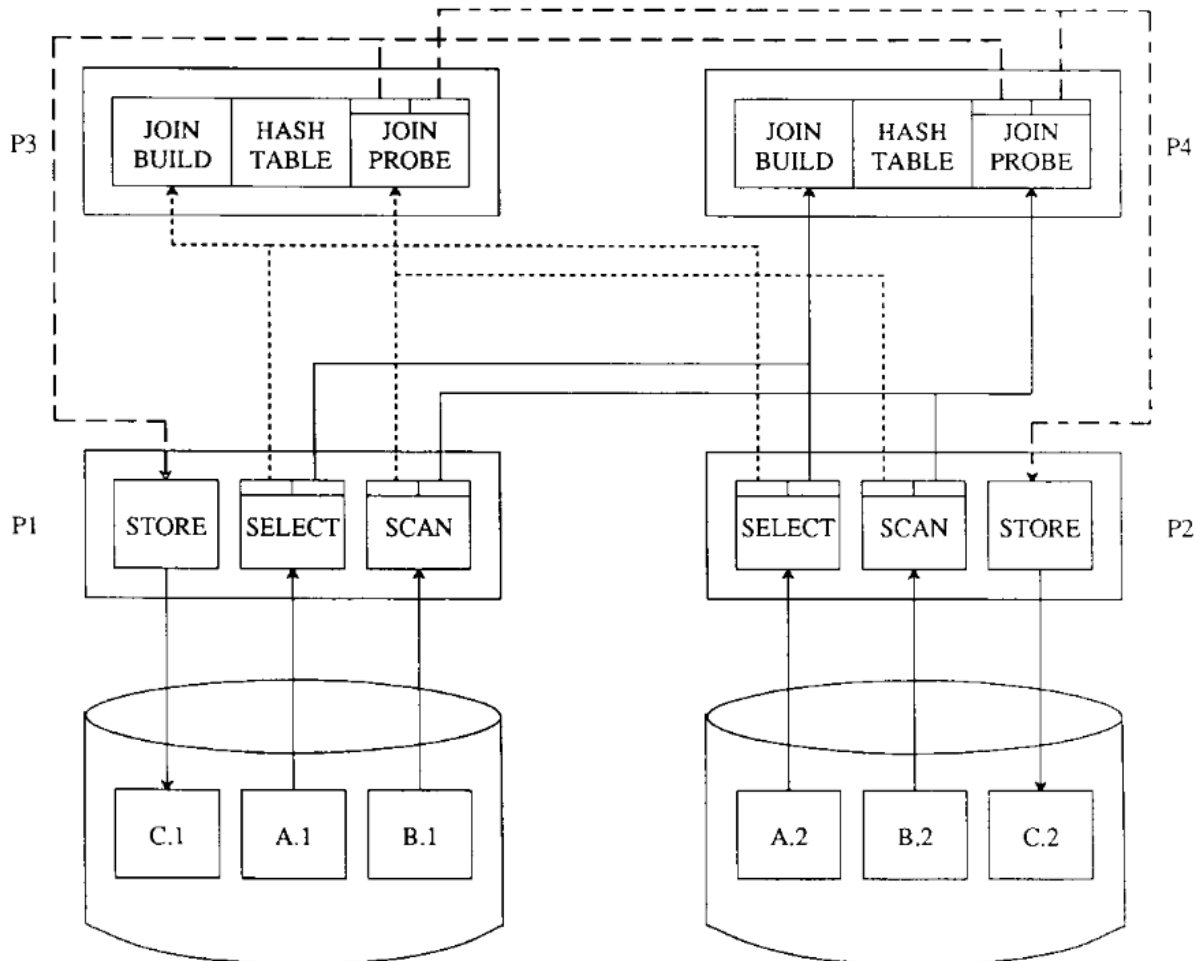 P3
JOIN BUILD
HASH TABLE
JOIN PROBE
JOIN BUILD
HASH TABLE
JOIN PROBE
P4
P1
STORE
SELECT
SCAN
SELECT
SCAN
STORE
P2
C.1
A.1
B.1
A.2
B.2
C.2